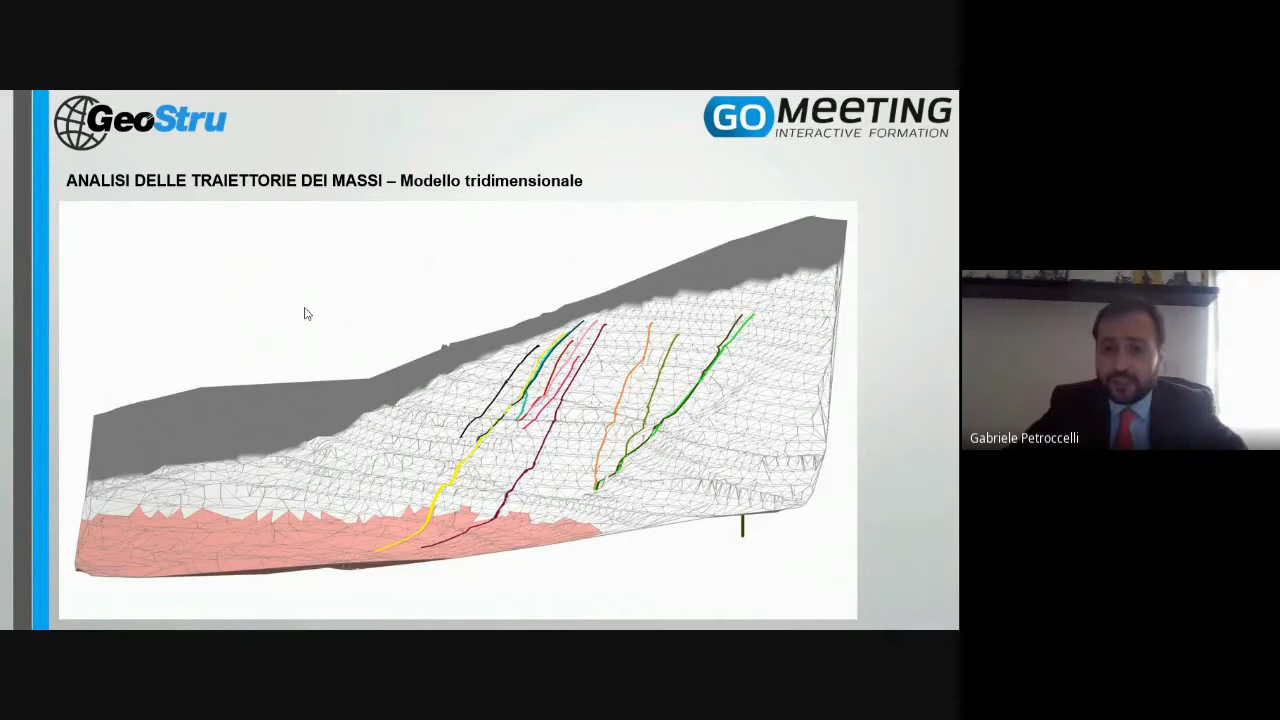 GeoStru
GO MEETING
INTERACTIVE FORMATION
ANALISI DELLE TRAIETTORIE DEI MASSI – Modello tridimensionale
Gabriele Petroccelli